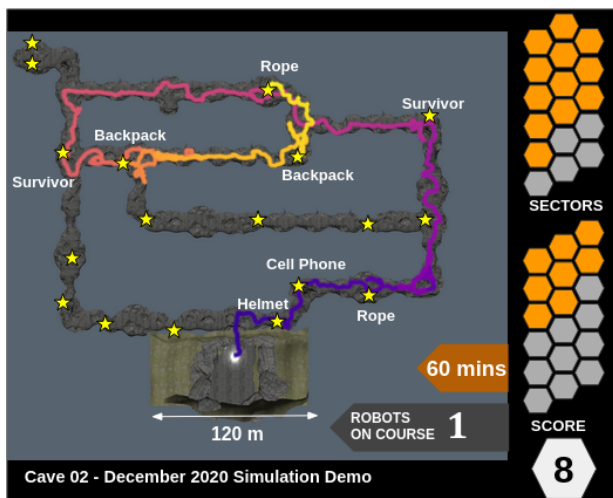 Rope
Survivor
Backpack
Survivor
Backpack
SECTORS
Cell Phone
Helmet
Rope
60 mins
120 m
ROBOTS
ON COURSE 1
SCORE
8
Cave 02 - December 2020 Simulation Demo